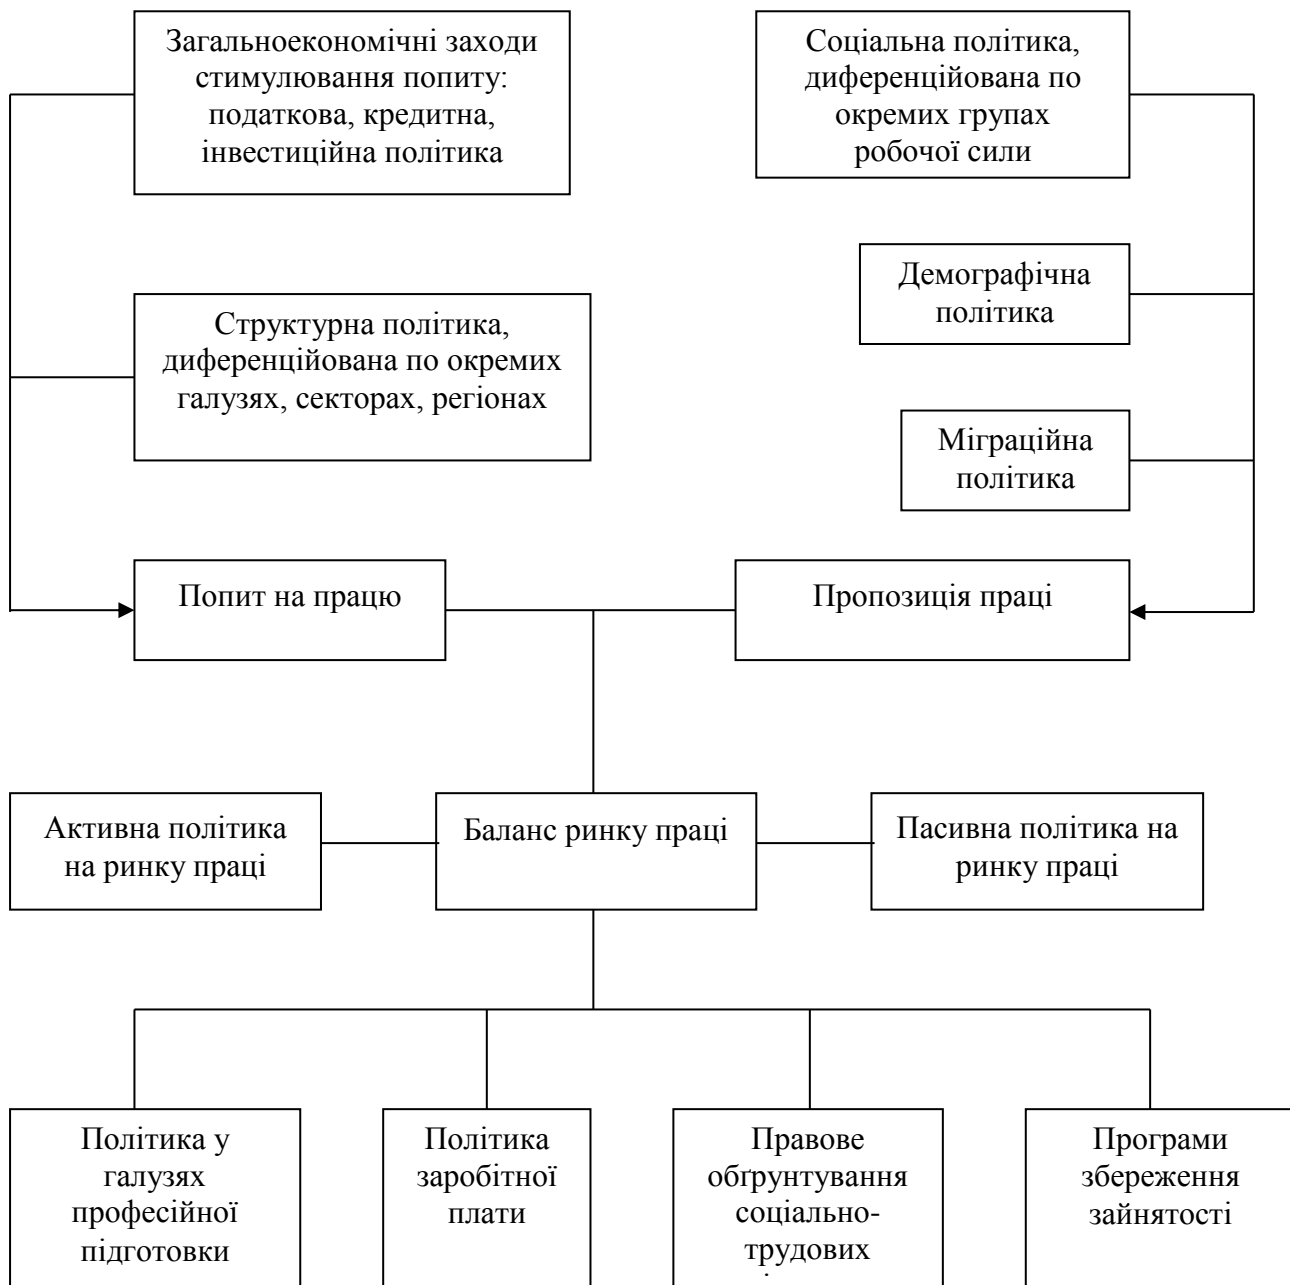 Загальноекономічні заходи
стимулювання попиту:
податкова, кредитна,
інвестиційна політика
Соціальна політика,
диференційована по
окремих групах
робочої сили
Демографічна
політика
Структурна політика,
диференційована по окремих
галузях, секторах, регіонах
Міграційна
політика
Попит на працю
Пропозиція праці
Активна політика
на ринку праці
Баланс ринку праці
Пасивна політика на
ринку праці
Політика у
галузях
професійної
підготовки
Політика
заробітної
плати
Правове
обґрунтування
соціально-
трудових
Програми
збереження
зайнятості